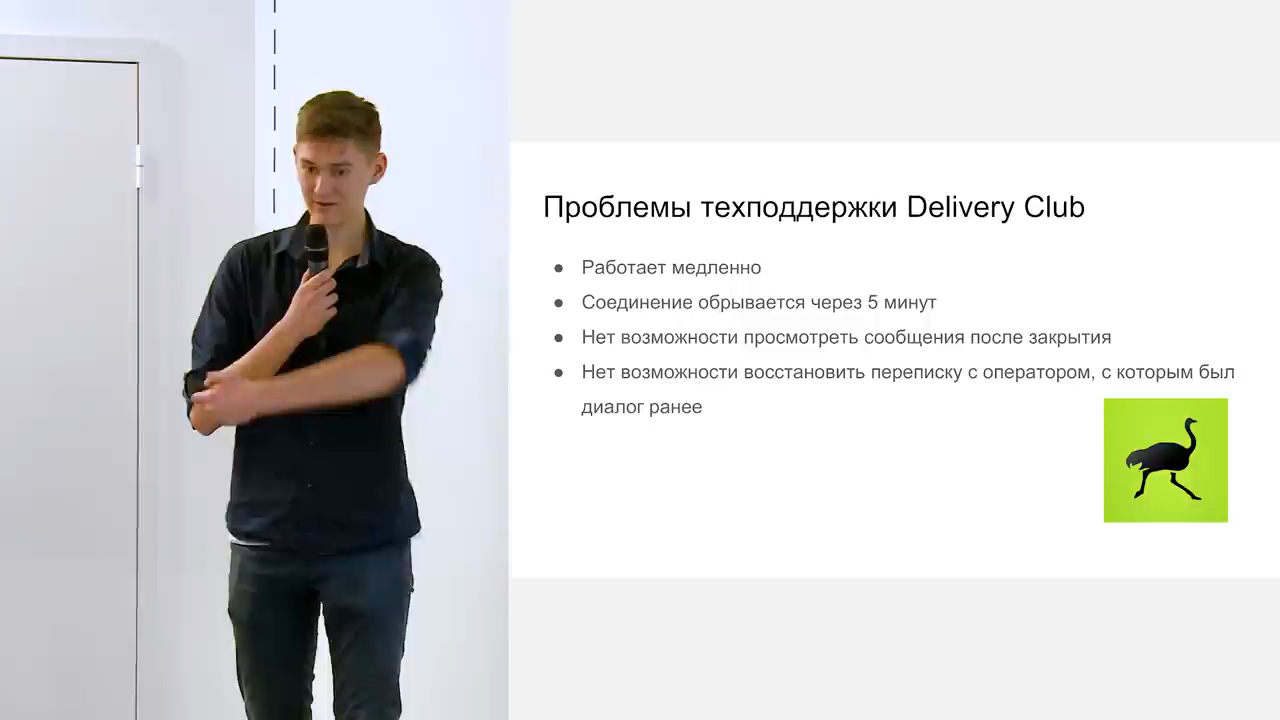 Проблемы техподдержки Delivery Club
● Работает медленно
● Соединение обрывается через 5 минут
● Нет возможности просмотреть сообщения после закрытия
● Нет возможности восстановить переписку с оператором, с которым был
диалог ранее